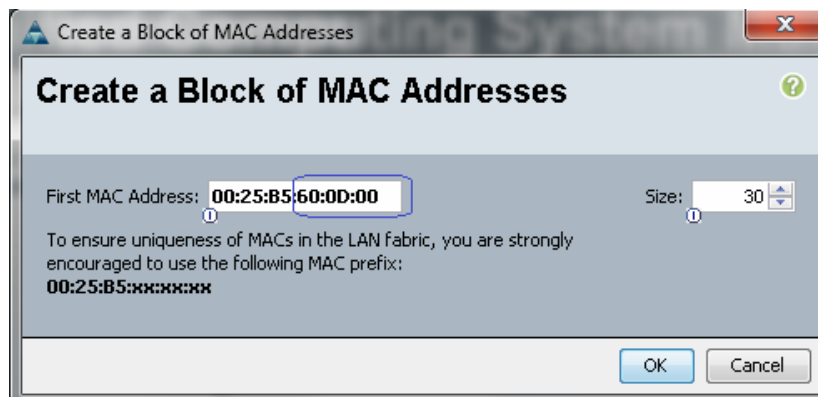 Create a Block of MAC Addresses
Create a Block of MAC Addresses
?
First MAC Address: 00:25:B5:60:0D:00 Size: 30
To ensure uniqueness of MACs in the LAN fabric, you are strongly
encouraged to use the following MAC prefix:
00:25:B5:xx:xx:xx
OK Cancel